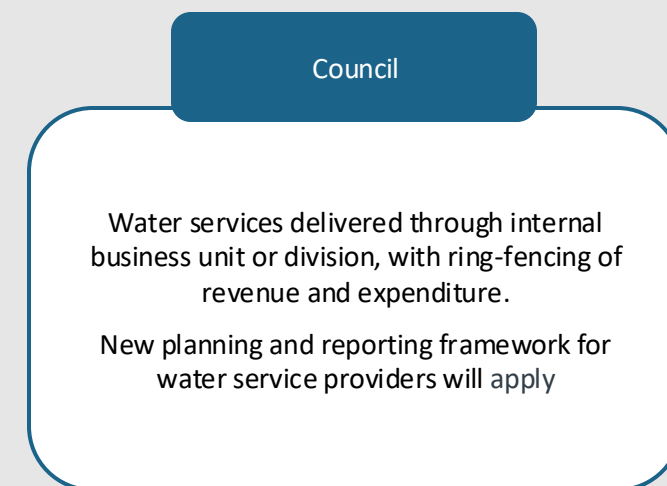 Council
Water services delivered through internal
business unit or division, with ring-fencing of
revenue and expenditure.
New planning and reporting framework for
water service providers will apply